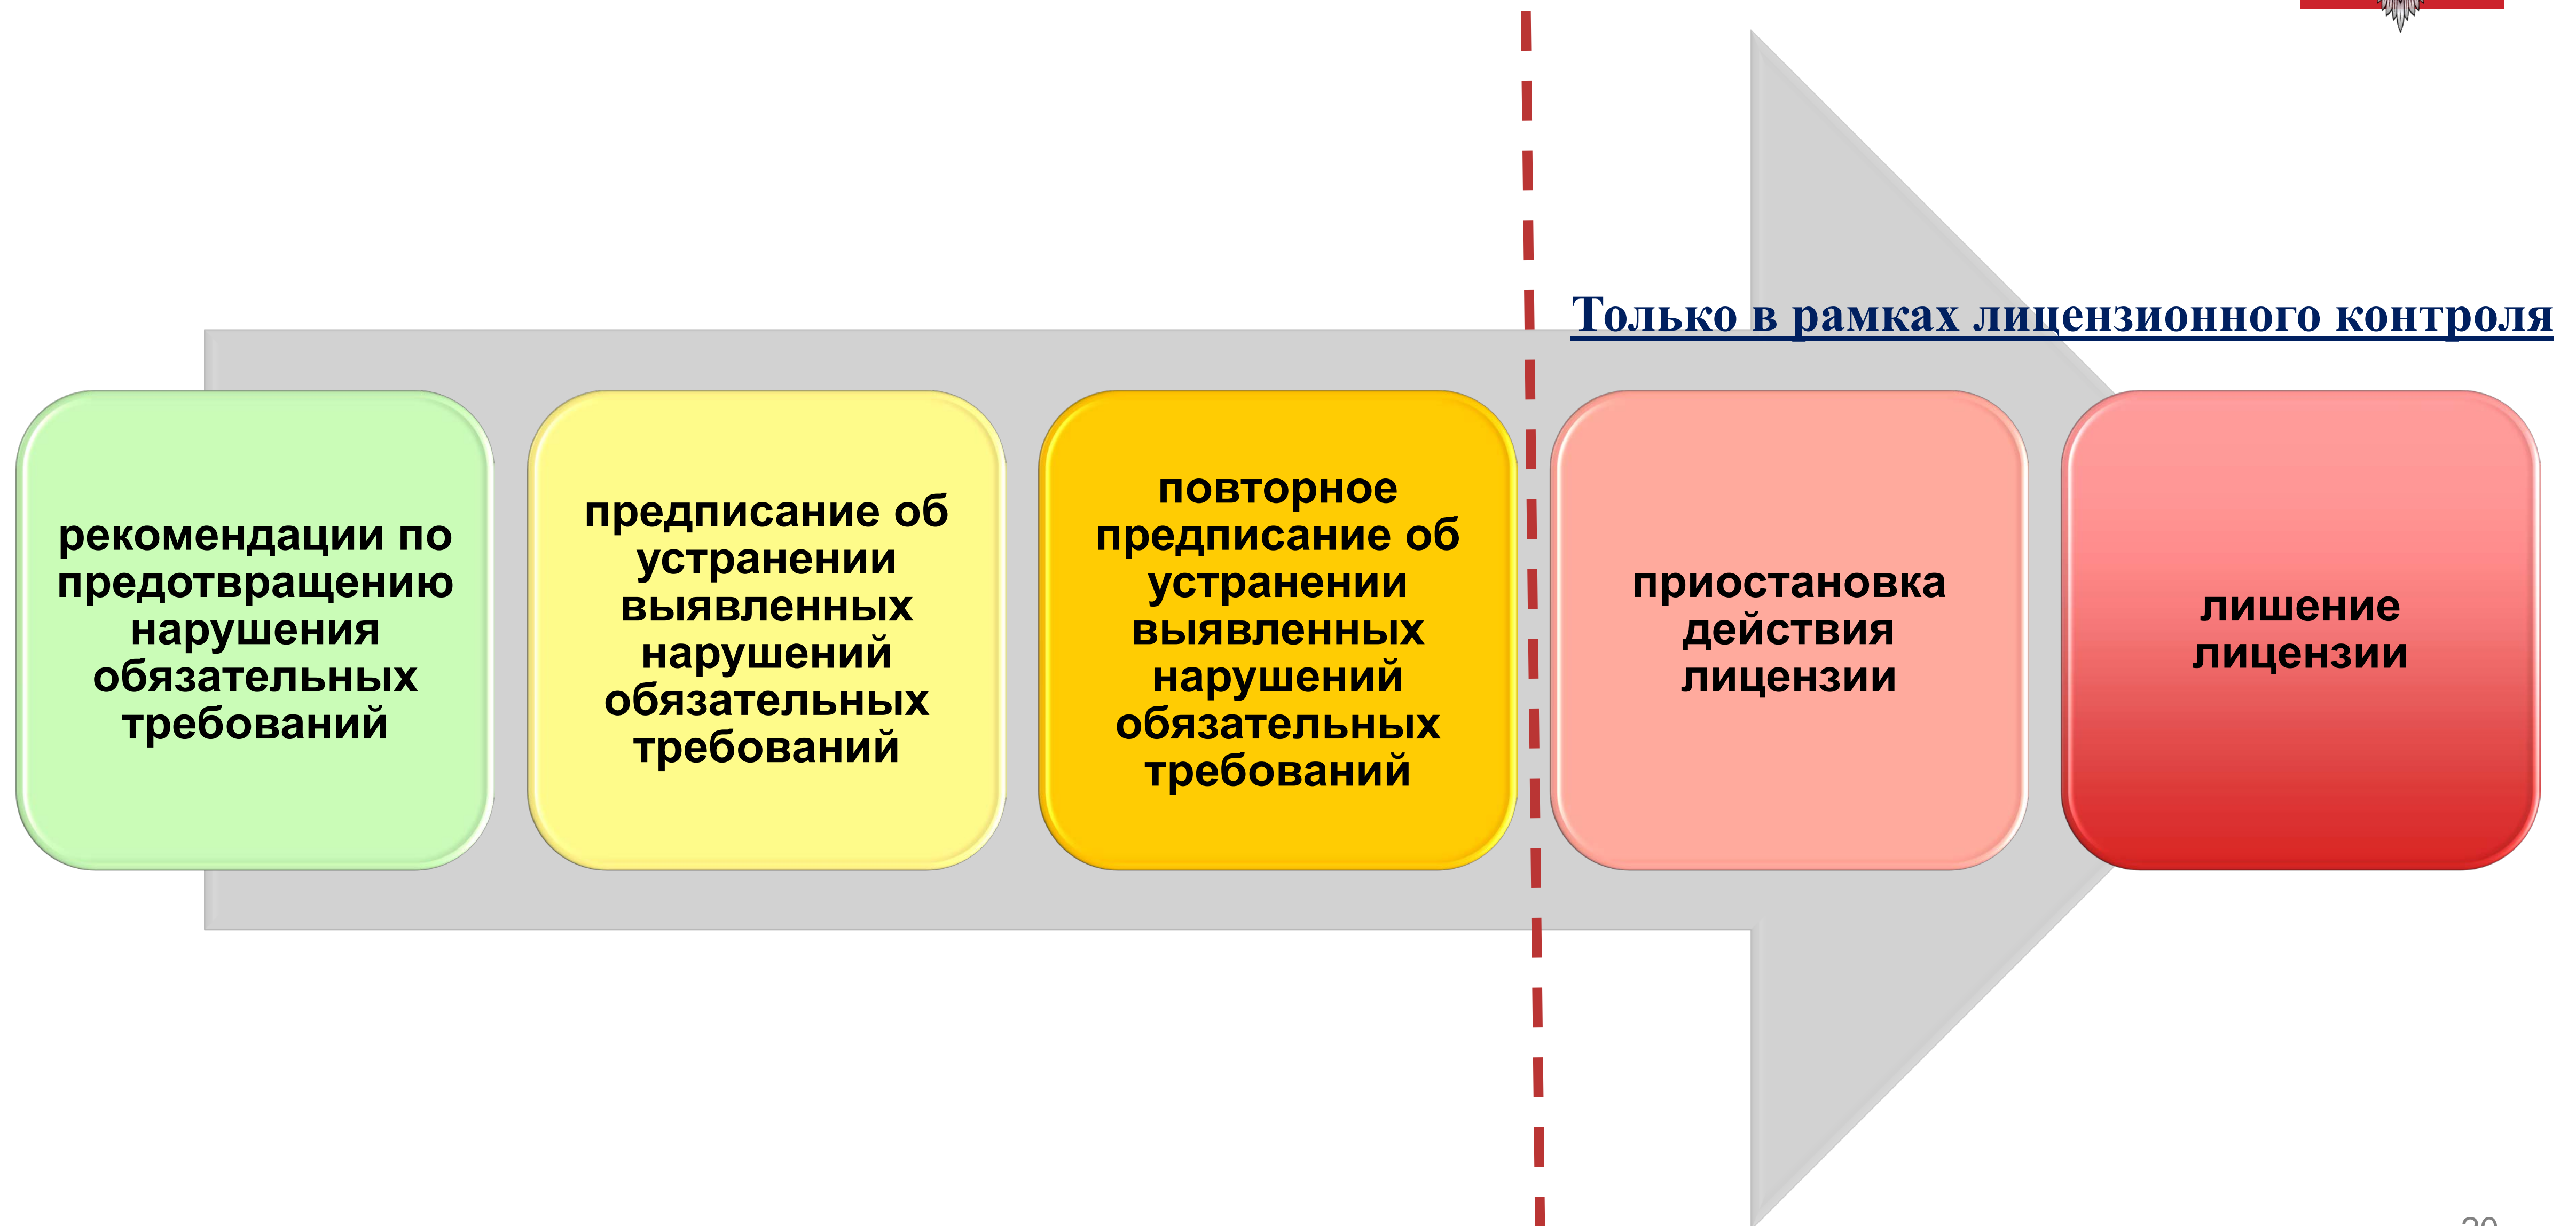 Только в рамках лицензионного контроля
рекомендации по
предотвращению
нарушения
обязательных
требований
предписание об
устранении
выявленных
нарушений
обязательных
требований
повторное
предписание об
устранении
выявленных
нарушений
обязательных
требований
приостановка
действия
лицензии
лишение
лицензии